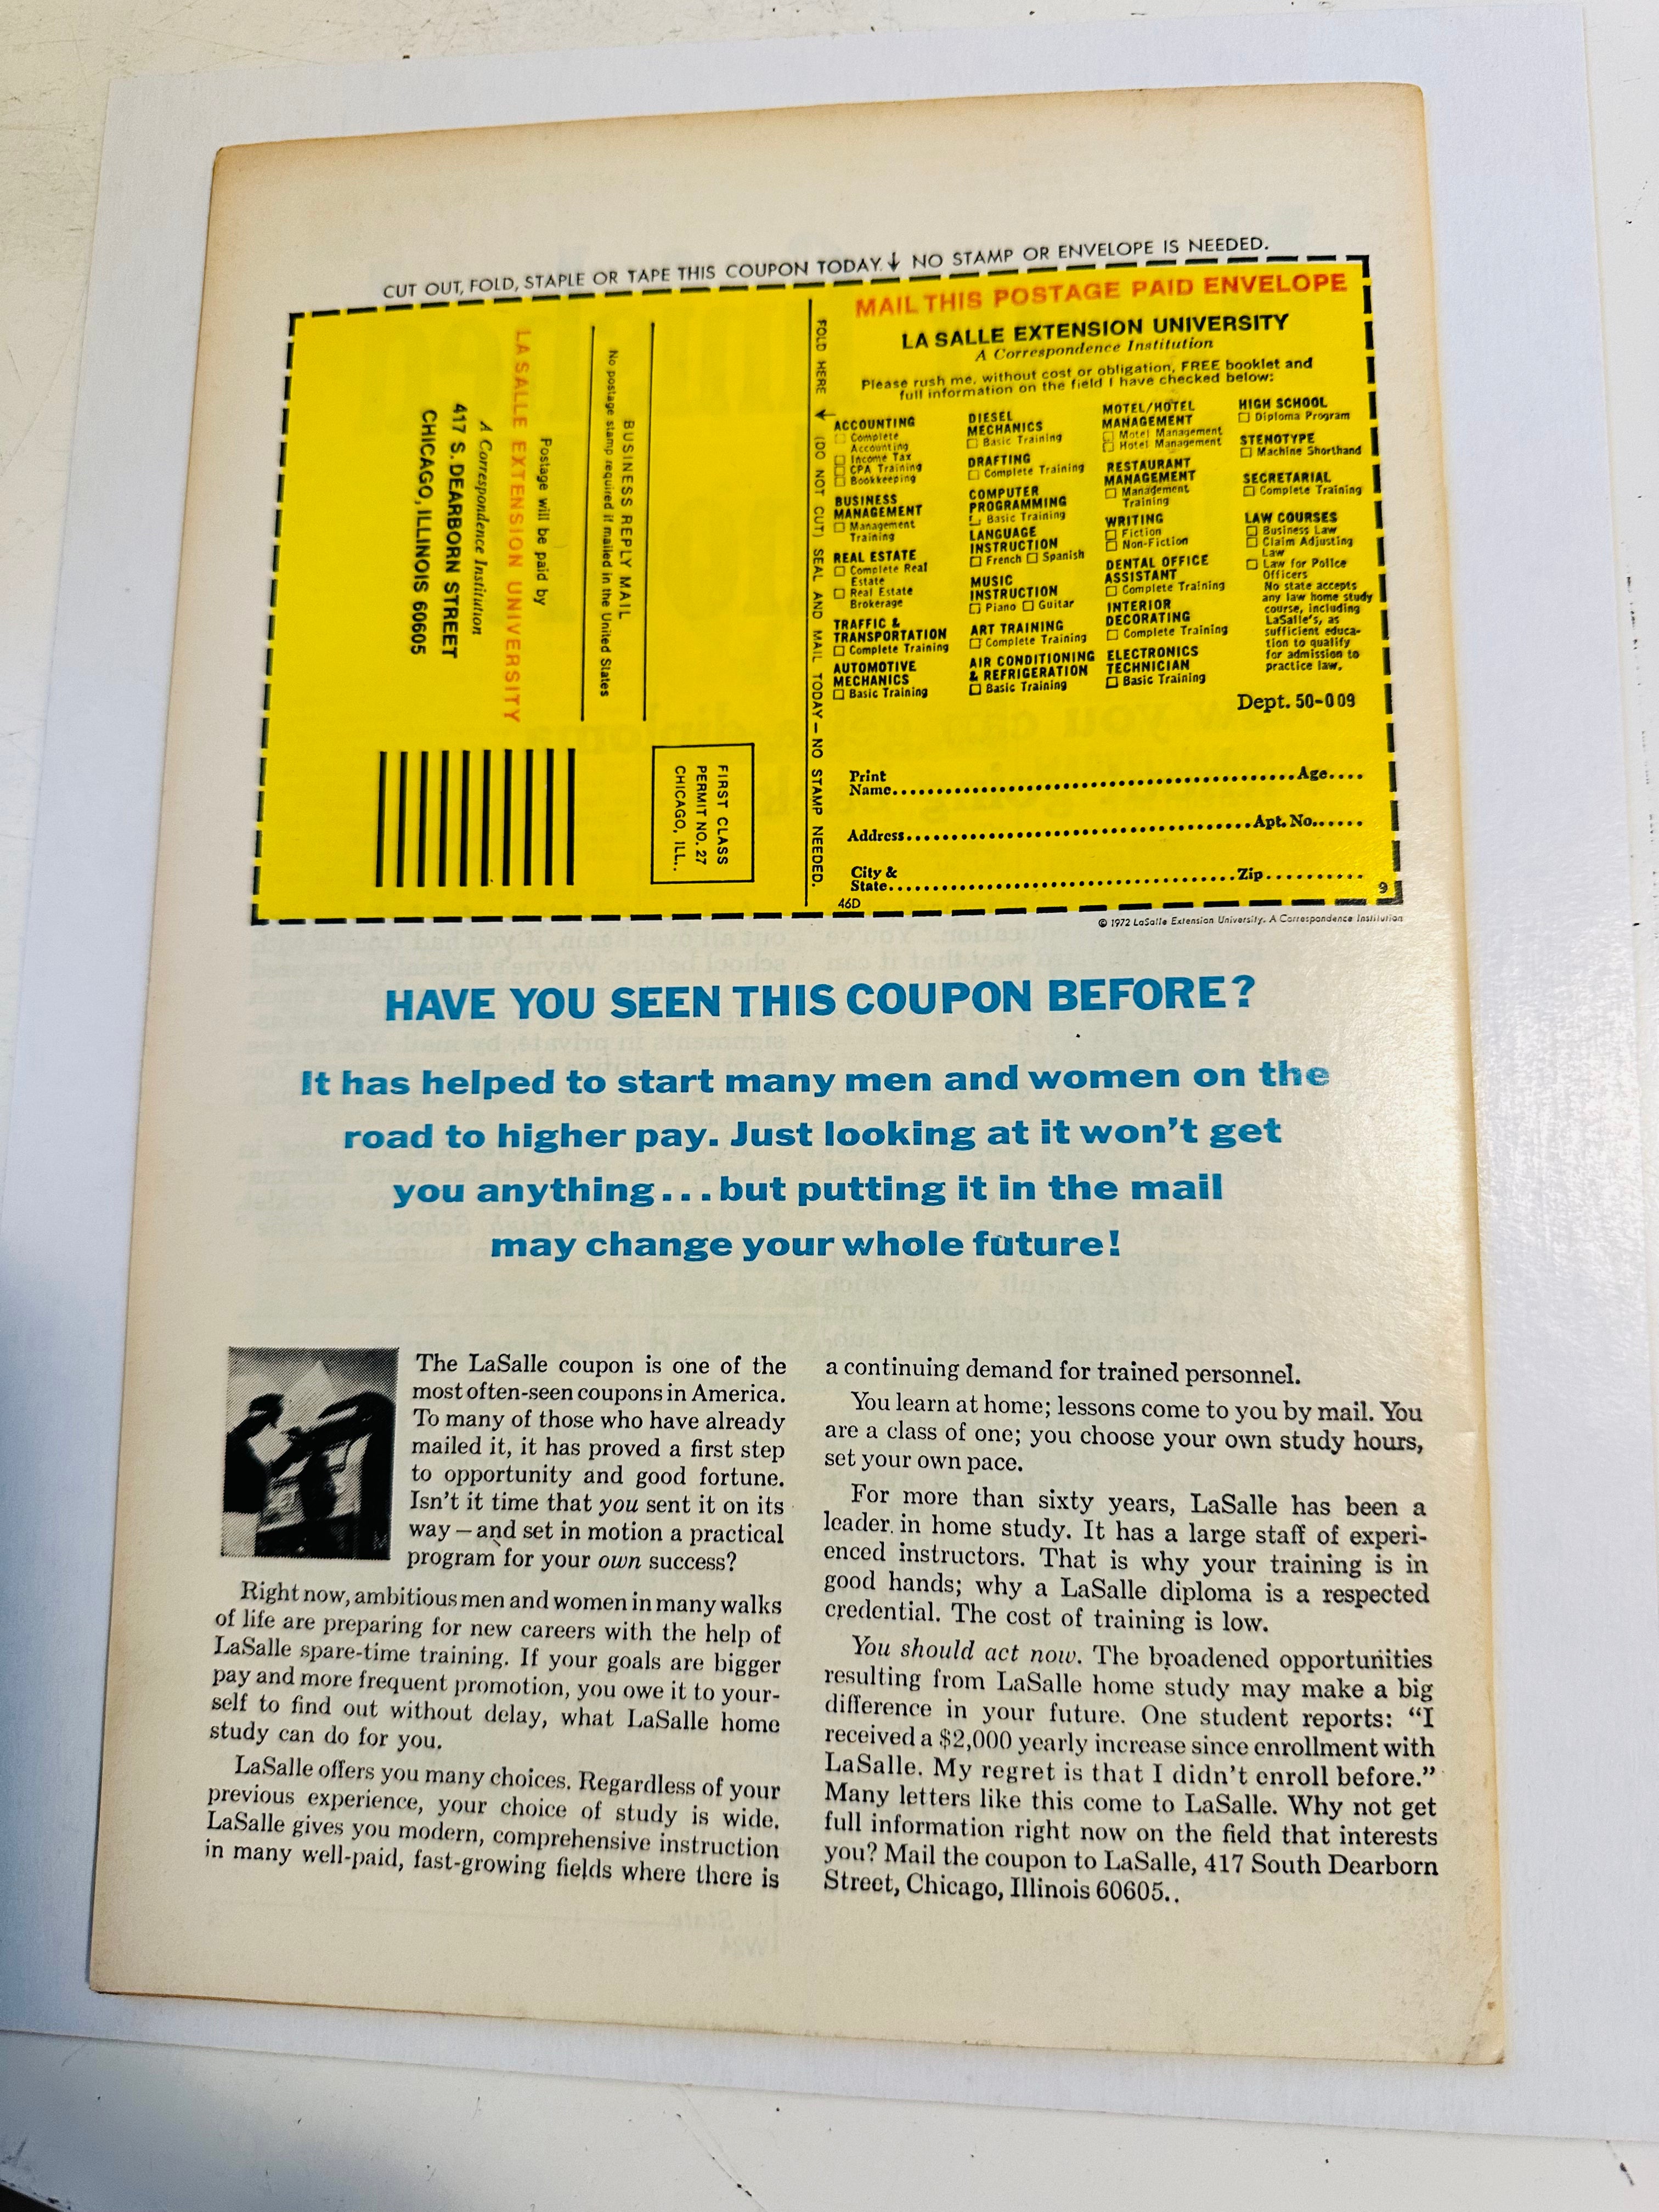 CUT OUT, FOLD, STAPLE OR TAPE THIS COUPON TODAY. ↓ NO STAMP OR ENVELOPE IS NEEDED.
BUSINESS REPLY MAIL
No postage stamp required if mailed in the United States
Postage will be paid by
LA SALLE EXTENSION UNIVERSITY
A Correspondence Institution
417 S. DEARBORN STREET
CHICAGO, ILLINOIS 60605
FIRST CLASS
PERMIT NO. 27
CHICAGO, ILL.
FOLD HERE (DO NOT CUT) SEAL AND MAIL TODAY — NO STAMP NEEDED.
MAIL THIS POSTAGE PAID ENVELOPE
LA SALLE EXTENSION UNIVERSITY
A Correspondence Institution
Please rush me, without cost or obligation, FREE booklet and
full information on the field I have checked below:
ACCOUNTING
☐ Complete
Accounting
☐ Income Tax
☐ CPA Training
☐ Bookkeeping
BUSINESS
MANAGEMENT
☐ Management
Training
REAL ESTATE
☐ Complete Real
Estate
☐ Real Estate
Brokerage
TRAFFIC &
TRANSPORTATION
☐ Complete Training
AUTOMOTIVE
MECHANICS
☐ Basic Training
DIESEL
MECHANICS
☐ Basic Training
DRAFTING
☐ Complete Training
COMPUTER
PROGRAMMING
☐ Basic Training
LANGUAGE
INSTRUCTION
☐ French ☐ Spanish
MUSIC
INSTRUCTION
☐ Piano ☐ Guitar
ART TRAINING
☐ Complete Training
AIR CONDITIONING
& REFRIGERATION
☐ Basic Training
MOTEL/HOTEL
MANAGEMENT
☐ Motel Management
☐ Hotel Management
RESTAURANT
MANAGEMENT
☐ Management
Training
WRITING
☐ Fiction
☐ Non-Fiction
DENTAL OFFICE
ASSISTANT
☐ Complete Training
INTERIOR
DECORATING
☐ Complete Training
ELECTRONICS
TECHNICIAN
☐ Basic Training
HIGH SCHOOL
☐ Diploma Program
STENOTYPE
☐ Machine Shorthand
SECRETARIAL
☐ Complete Training
LAW COURSES
☐ Business Law
☐ Claim Adjusting
Law
☐ Law for Police
Officers
No state accepts
any law home study
course, including
LaSalle's, as
sufficient educa-
tion to qualify
for admission to
practice law.
Dept. 50-009
Print
Name Age
Address Apt. No.
City &
State Zip
46D
9
© 1972 LaSalle Extension University. A Correspondence Institution
HAVE YOU SEEN THIS COUPON BEFORE?
It has helped to start many men and women on the
road to higher pay. Just looking at it won't get
you anything...but putting it in the mail
may change your whole future!
The LaSalle coupon is one of the
most often-seen coupons in America.
To many of those who have already
mailed it, it has proved a first step
to opportunity and good fortune.
Isn't it time that you sent it on its
way — and set in motion a practical
program for your own success?
Right now, ambitious men and women in many walks
of life are preparing for new careers with the help of
LaSalle spare-time training. If your goals are bigger
pay and more frequent promotion, you owe it to your-
self to find out without delay, what LaSalle home
study can do for you.
LaSalle offers you many choices. Regardless of your
previous experience, your choice of study is wide.
LaSalle gives you modern, comprehensive instruction
in many well-paid, fast-growing fields where there is
a continuing demand for trained personnel.
You learn at home; lessons come to you by mail. You
are a class of one; you choose your own study hours,
set your own pace.
For more than sixty years, LaSalle has been a
leader in home study. It has a large staff of experi-
enced instructors. That is why your training is in
good hands; why a LaSalle diploma is a respected
credential. The cost of training is low.
You should act now. The broadened opportunities
resulting from LaSalle home study may make a big
difference in your future. One student reports: "I
received a $2,000 yearly increase since enrollment with
LaSalle. My regret is that I didn't enroll before."
Many letters like this come to LaSalle. Why not get
full information right now on the field that interests
you? Mail the coupon to LaSalle, 417 South Dearborn
Street, Chicago, Illinois 60605..